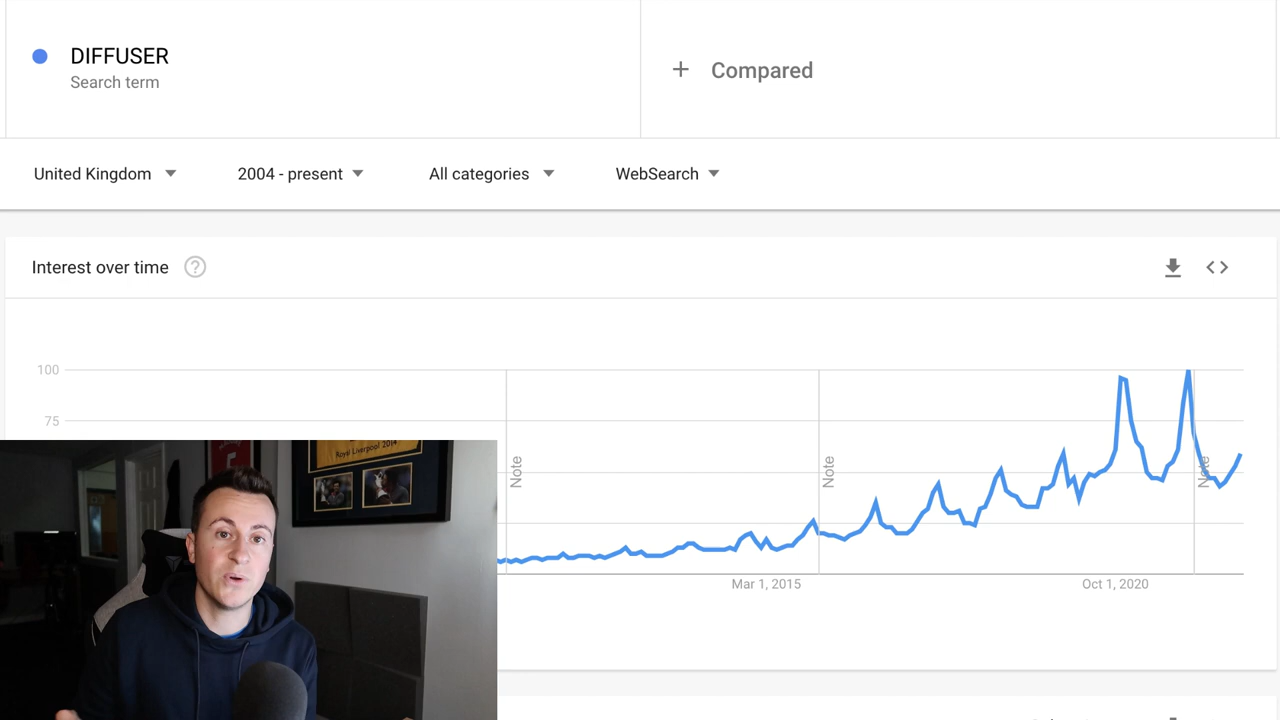 DIFFUSER
Search term
+ Compared
United Kingdom
2004 - present
All categories
WebSearch
Interest over time ?
100
75
Note
Note
Note
Mar 1, 2015
Oct 1, 2020
Royal Liverpool 2014